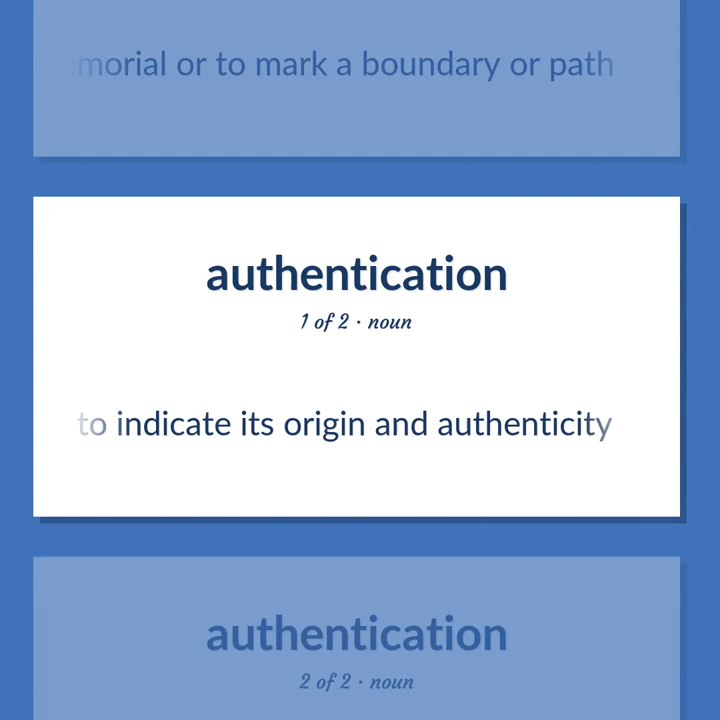 emorial or to mark a boundary or path
authentication
1 of 2 · noun
to indicate its origin and authenticity
authentication
2 of 2 · noun